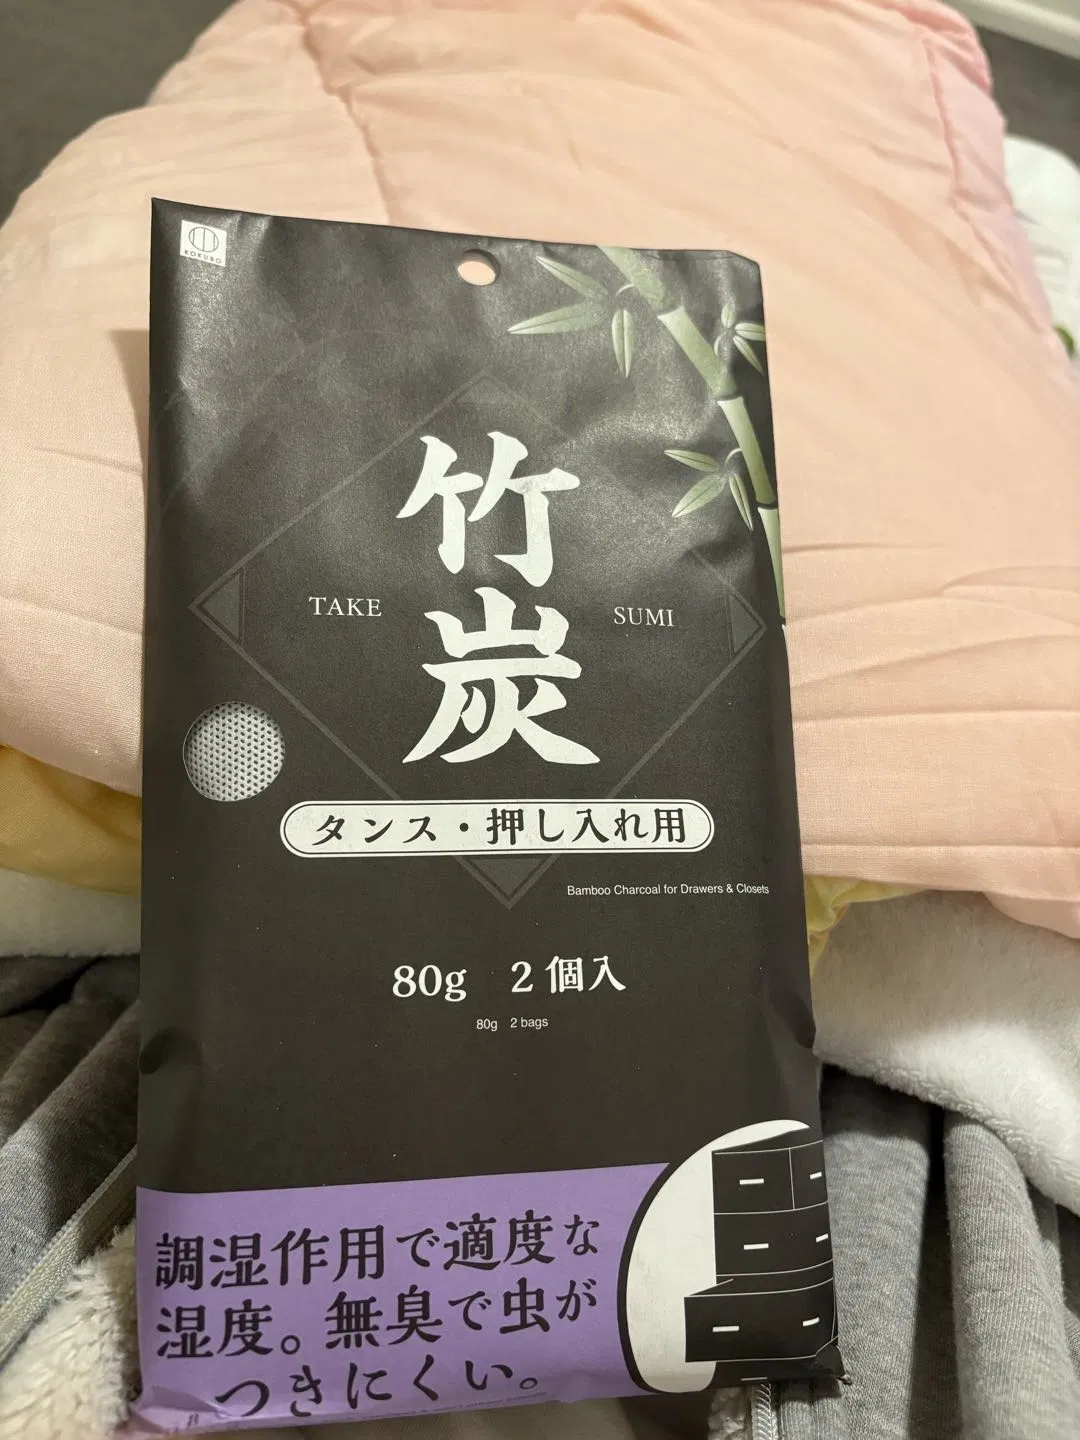 KOKUBO
竹炭
TAKE
SUMI
タンス・押し入れ用
Bamboo Charcoal for Drawers & Closets
80g 2個入
80g 2 bags
調湿作用で適度な
湿度。無臭で虫が
つきにくい。